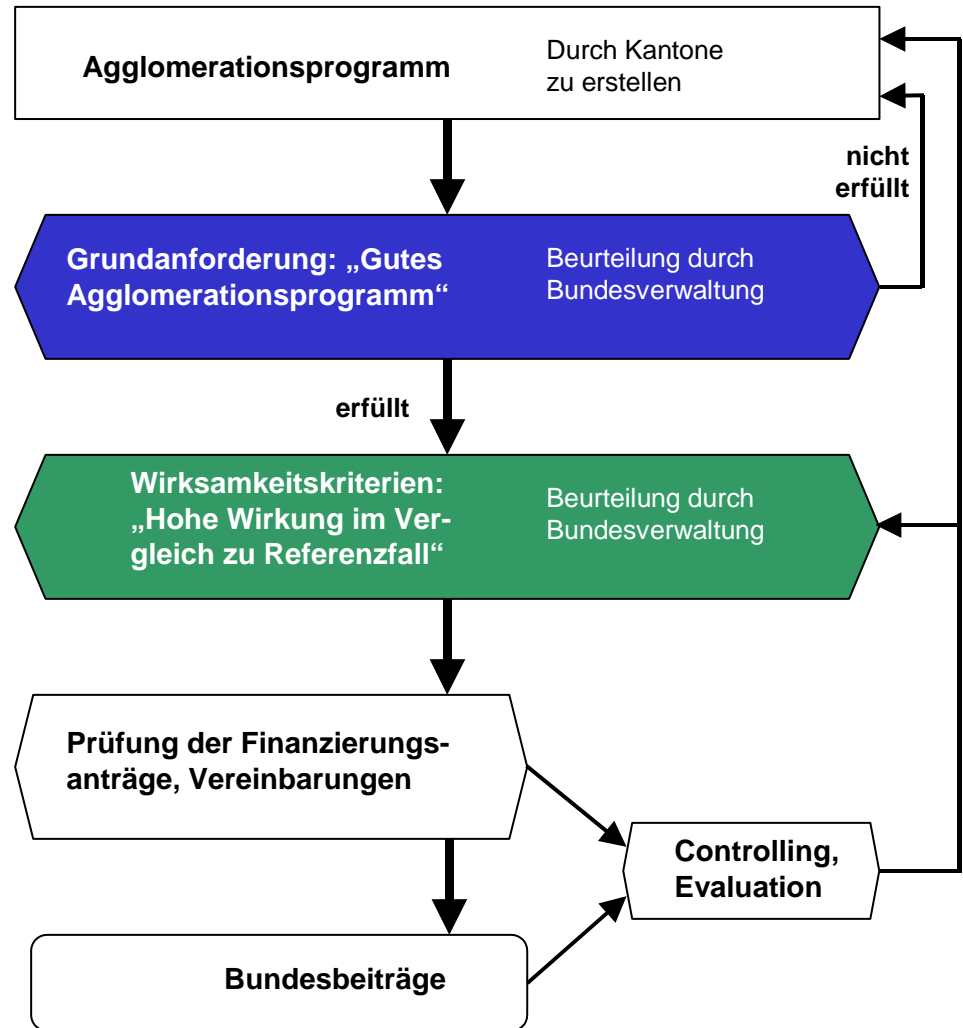 Agglomerationsprogramm
Durch Kantone
zu erstellen
nicht
erfüllt
Grundanforderung: „Gutes
Agglomerationsprogramm“
Beurteilung durch
Bundesverwaltung
erfüllt
Wirksamkeitskriterien:
„Hohe Wirkung im Ver-
gleich zu Referenzfall“
Beurteilung durch
Bundesverwaltung
Prüfung der Finanzierungs-
anträge, Vereinbarungen
Controlling,
Evaluation
Bundesbeiträge